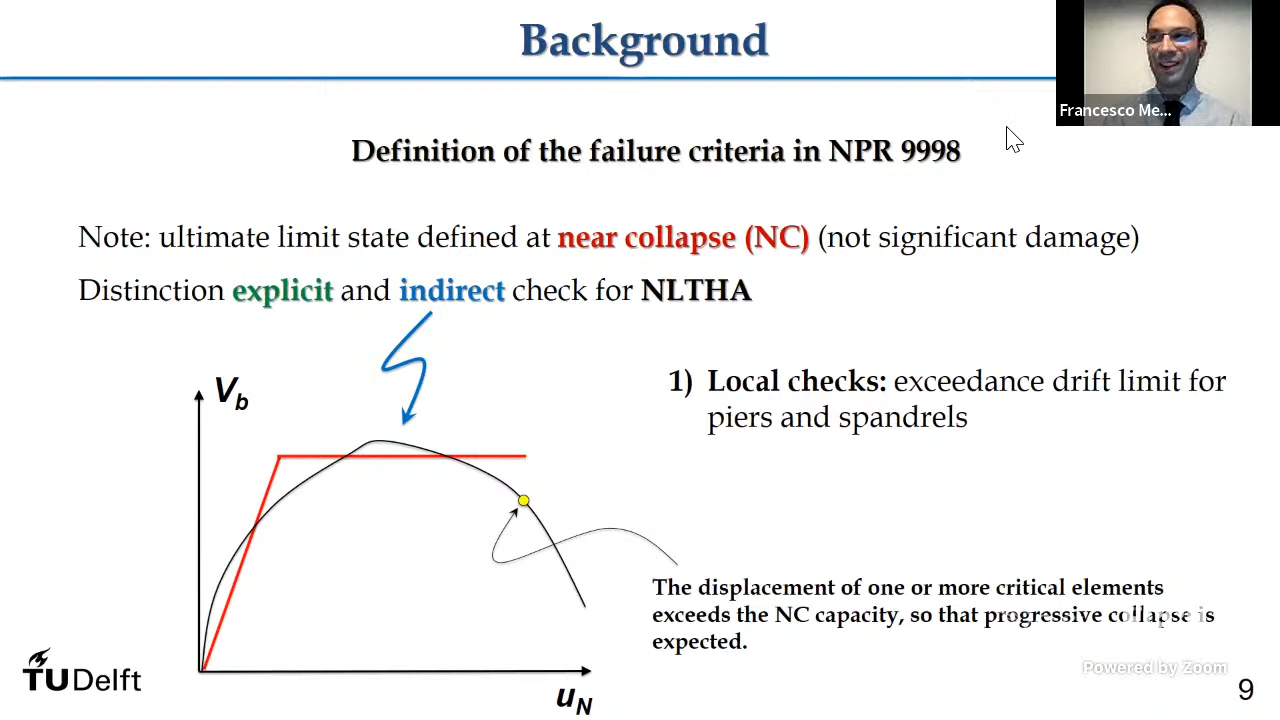 Background
Francesco Me...
Definition of the failure criteria in NPR 9998
Note: ultimate limit state defined at near collapse (NC) (not significant damage)
Distinction explicit and indirect check for NLTHA
1) Local checks: exceedance drift limit for
piers and spandrels
Vb
The displacement of one or more critical elements
exceeds the NC capacity, so that progressive collapse is
expected.
uN
TUDelft
Powered by Zoom
9